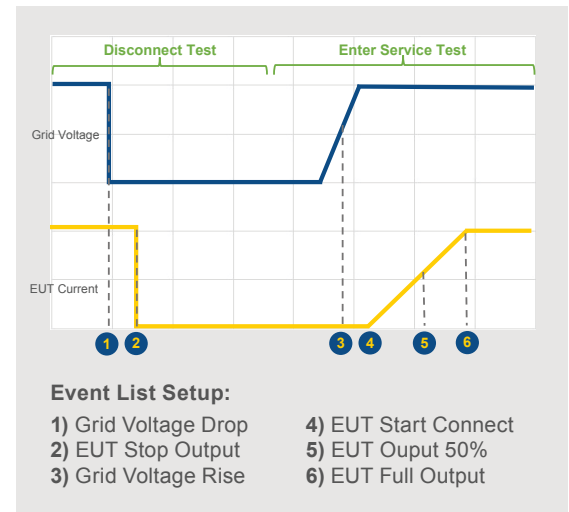 Disconnect Test
Enter Service Test
Grid Voltage
EUT Current
1 2 3 4 5 6
Event List Setup:
1) Grid Voltage Drop
2) EUT Stop Output
3) Grid Voltage Rise
4) EUT Start Connect
5) EUT Ouput 50%
6) EUT Full Output